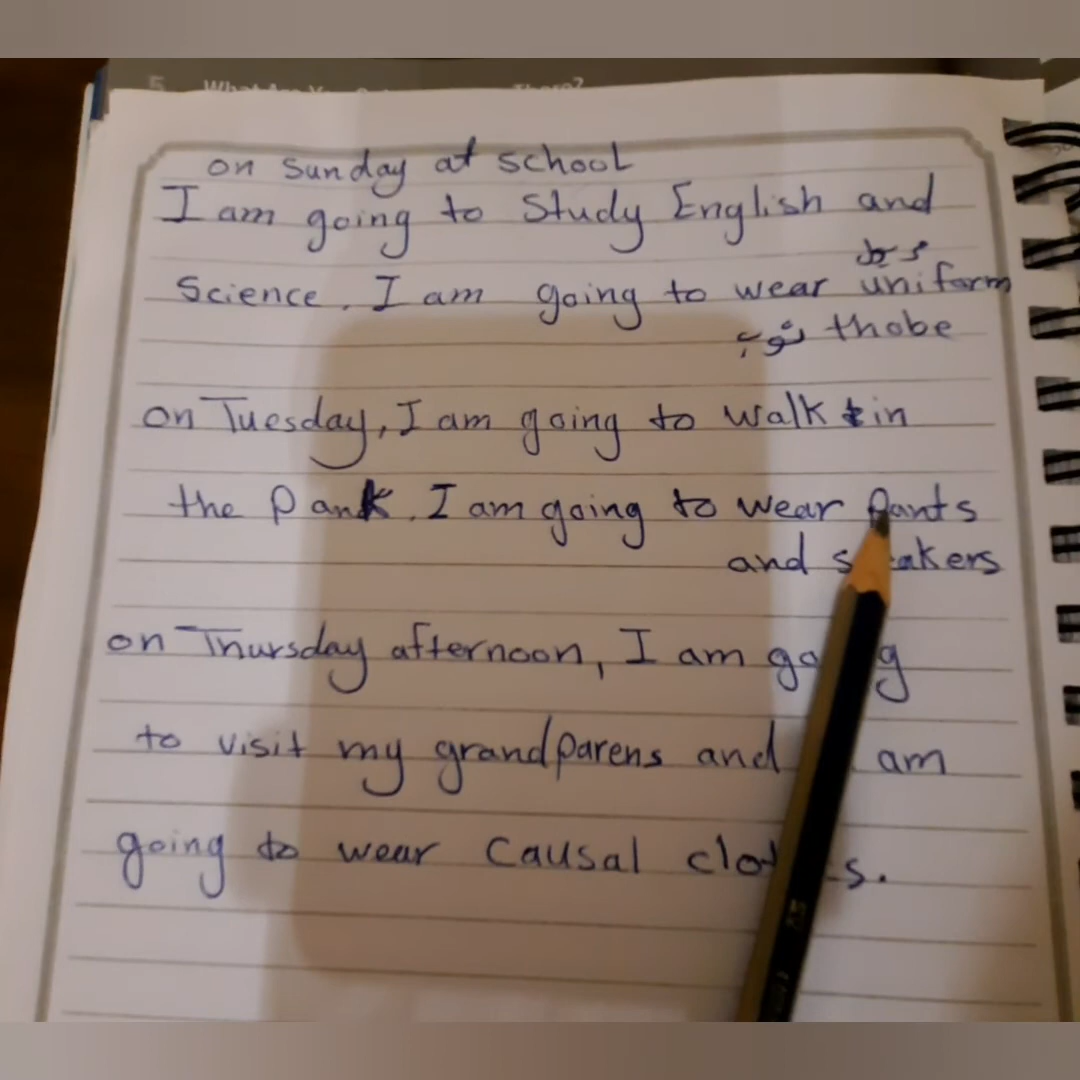 on Sunday at school
I am going to Study English and
مريول
Science. I am going to wear uniform
ثوب thobe
on Tuesday, I am going to walk in
the Park. I am going to wear Pants
and
on Thursday afternoon, I am
to visit my grandparens and am
going to wear Causal